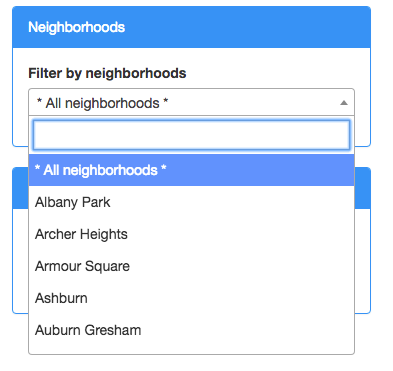 Neighborhoods
Filter by neighborhoods
* All neighborhoods *
* All neighborhoods *
Albany Park
Archer Heights
Armour Square
Ashburn
Auburn Gresham